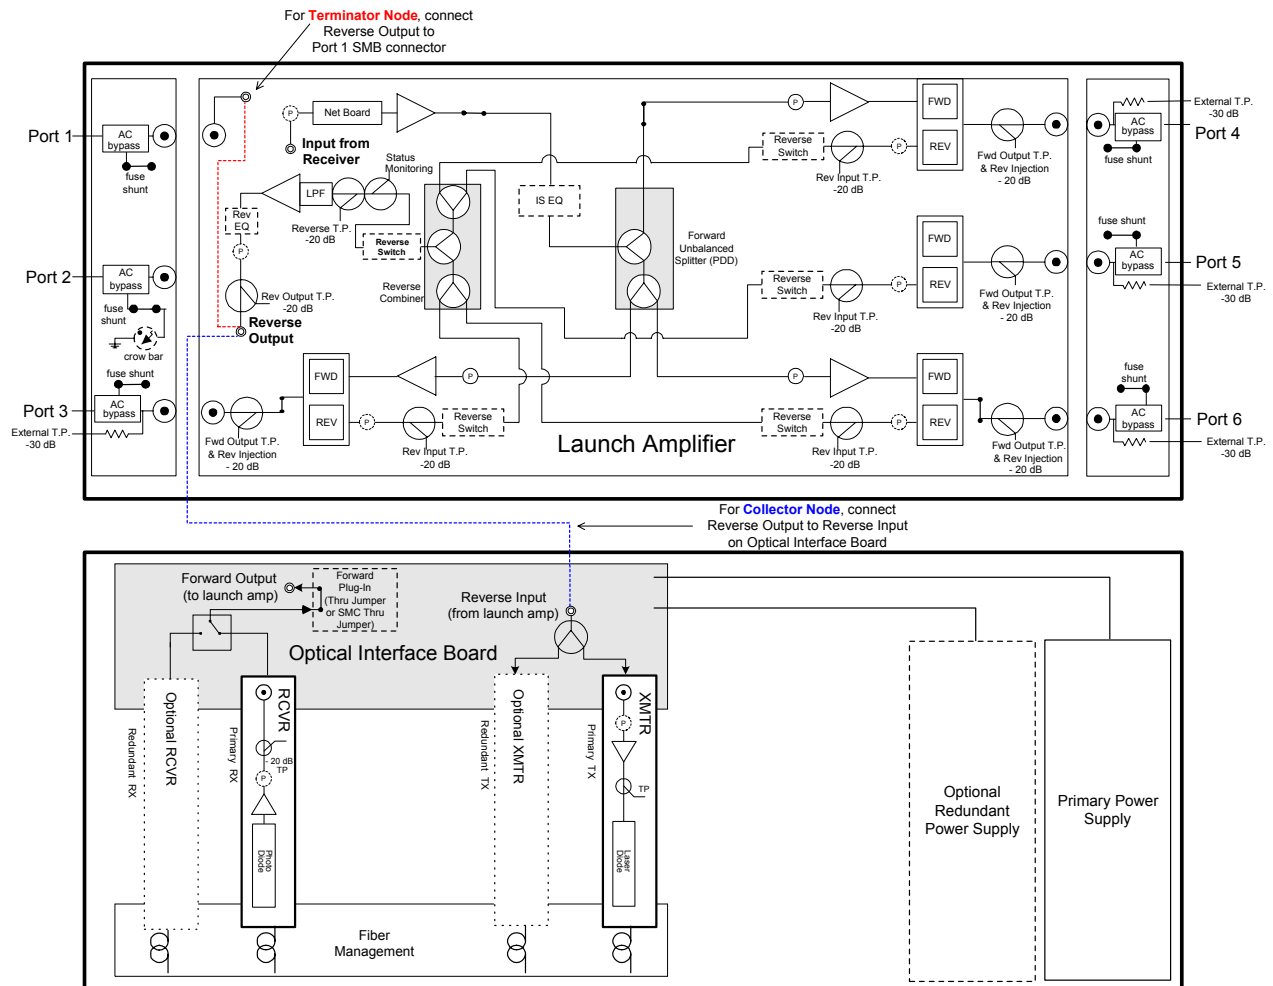 For Terminator Node, connect
Reverse Output to
Port 1 SMB connector
Port 1
AC
bypass
fuse
shunt
P
Net Board
Input from
Receiver
Status
Monitoring
LPF
Rev
EQ
Reverse T.P.
-20 dB
Reverse
Switch
P
Rev Output T.P.
-20 dB
Reverse
Output
Reverse
Combiner
IS EQ
Forward
Unbalanced
Splitter (PDD)
P
FWD
REV
Reverse
Switch
P
Rev Input T.P.
-20 dB
Fwd Output T.P.
& Rev Injection
- 20 dB
External T.P.
-30 dB
AC
bypass
Port 4
fuse shunt
Port 2
AC
bypass
fuse
shunt
crow bar
FWD
REV
Reverse
Switch
P
Rev Input T.P.
-20 dB
Fwd Output T.P.
& Rev Injection
- 20 dB
fuse shunt
AC
bypass
Port 5
External T.P.
-30 dB
fuse shunt
Port 3
AC
bypass
External T.P.
-30 dB
FWD
REV
P
P
Reverse
Switch
Rev Input T.P.
-20 dB
Fwd Output T.P.
& Rev Injection
- 20 dB
Launch Amplifier
P
FWD
REV
Reverse
Switch
P
Rev Input T.P.
-20 dB
Fwd Output T.P.
& Rev Injection
- 20 dB
fuse
shunt
AC
bypass
Port 6
External T.P.
-30 dB
For Collector Node, connect
Reverse Output to Reverse Input
on Optical Interface Board
Forward Output
(to launch amp)
Forward
Plug-In
(Thru Jumper
or SMC Thru
Jumper)
Reverse Input
(from launch amp)
Optical Interface Board
Optional RCVR
Redundant RX
RCVR
Primary RX
- 20 dB
TP
P
Photo
Diode
Optional XMTR
Redundant TX
XMTR
Primary TX
P
TP
Laser
Diode
Fiber
Management
Optional
Redundant
Power Supply
Primary Power
Supply